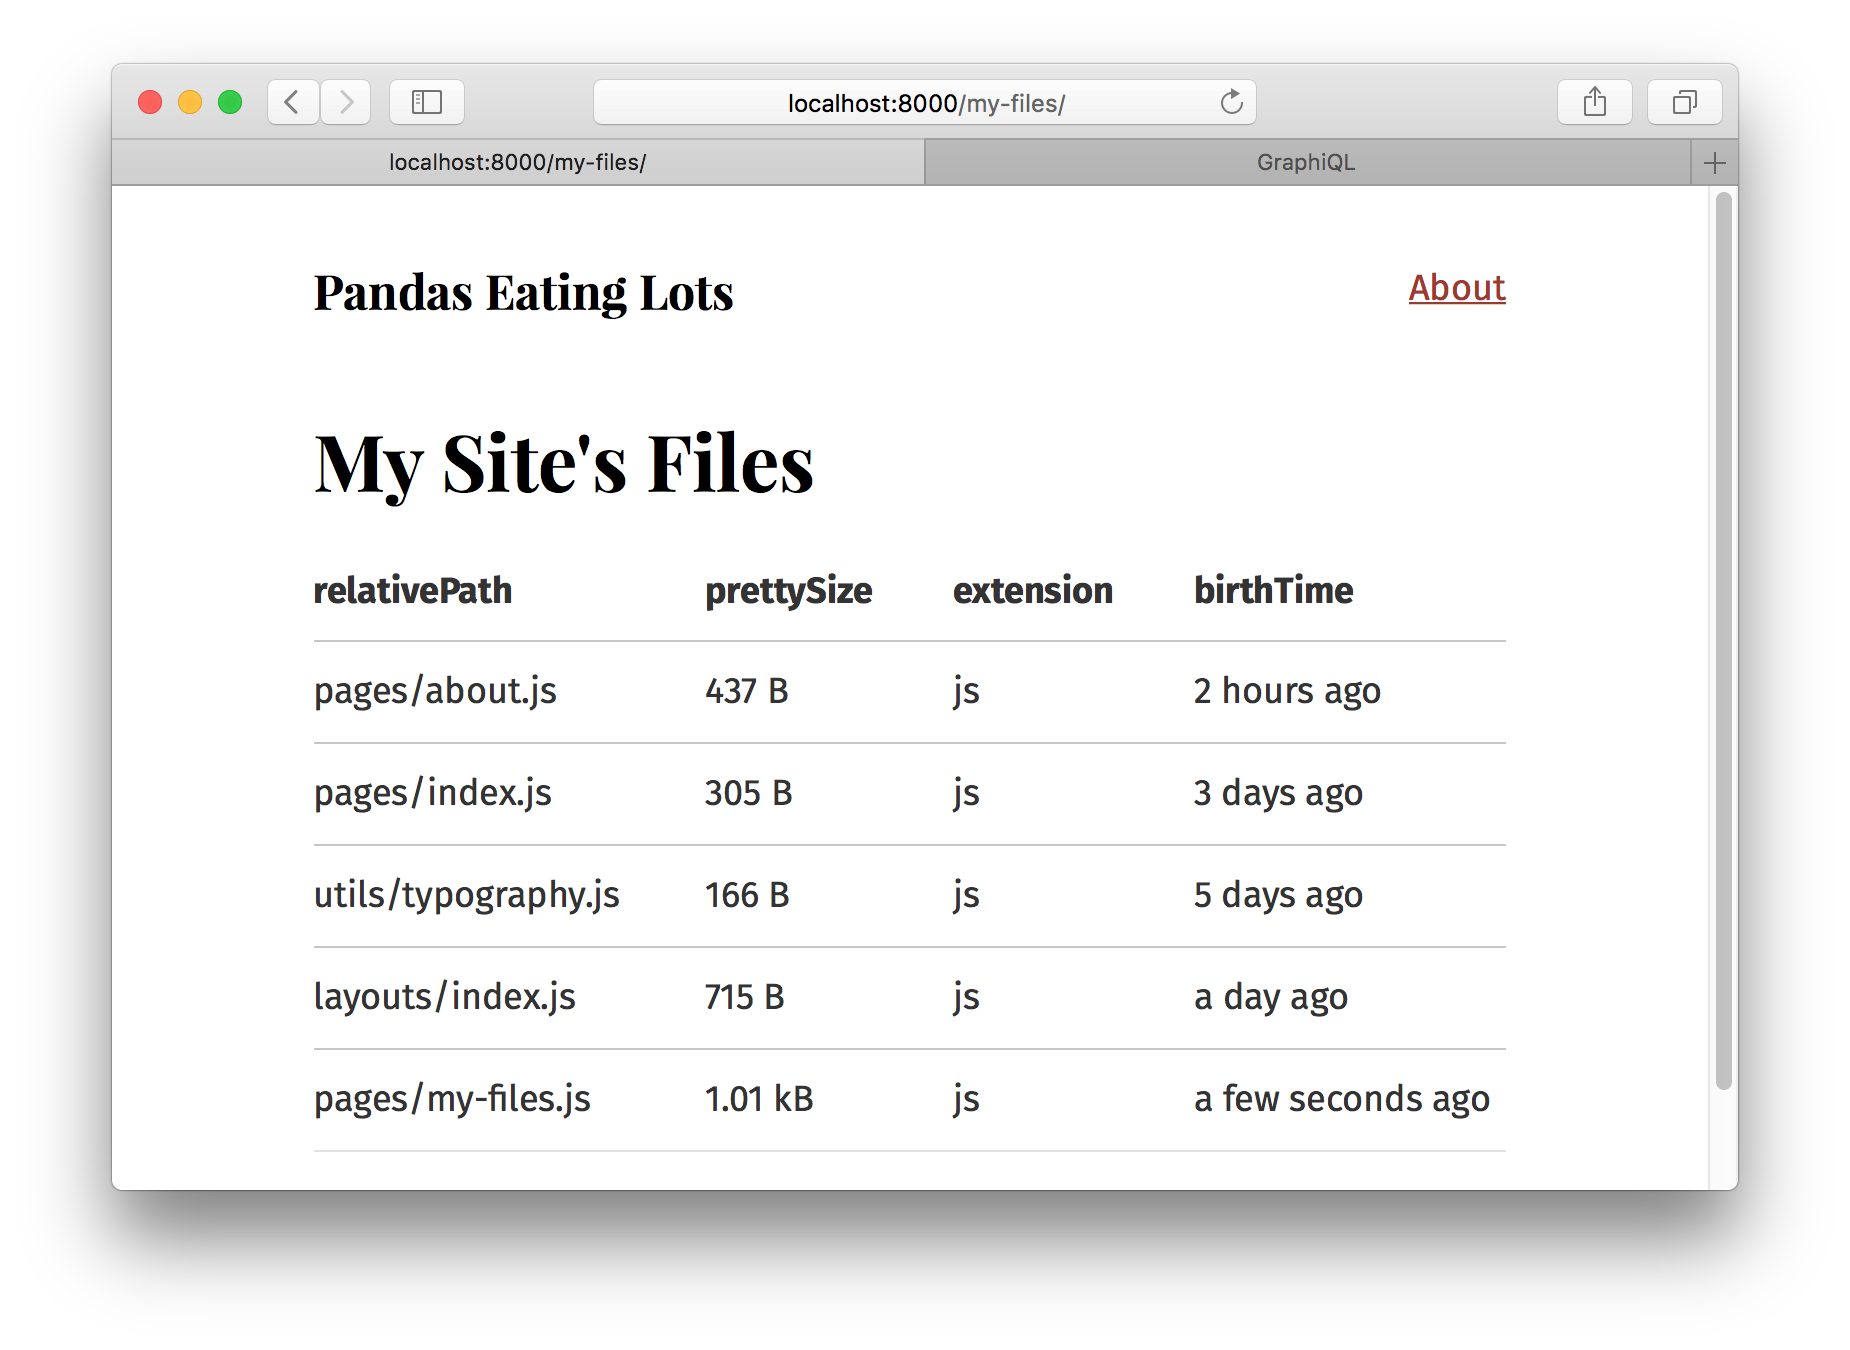 localhost:8000/my-files/
localhost:8000/my-files/ GraphiQL
Pandas Eating Lots About
My Site's Files
relativePath prettySize extension birthTime
pages/about.js 437 B js 2 hours ago
pages/index.js 305 B js 3 days ago
utils/typography.js 166 B js 5 days ago
layouts/index.js 715 B js a day ago
pages/my-files.js 1.01 kB js a few seconds ago